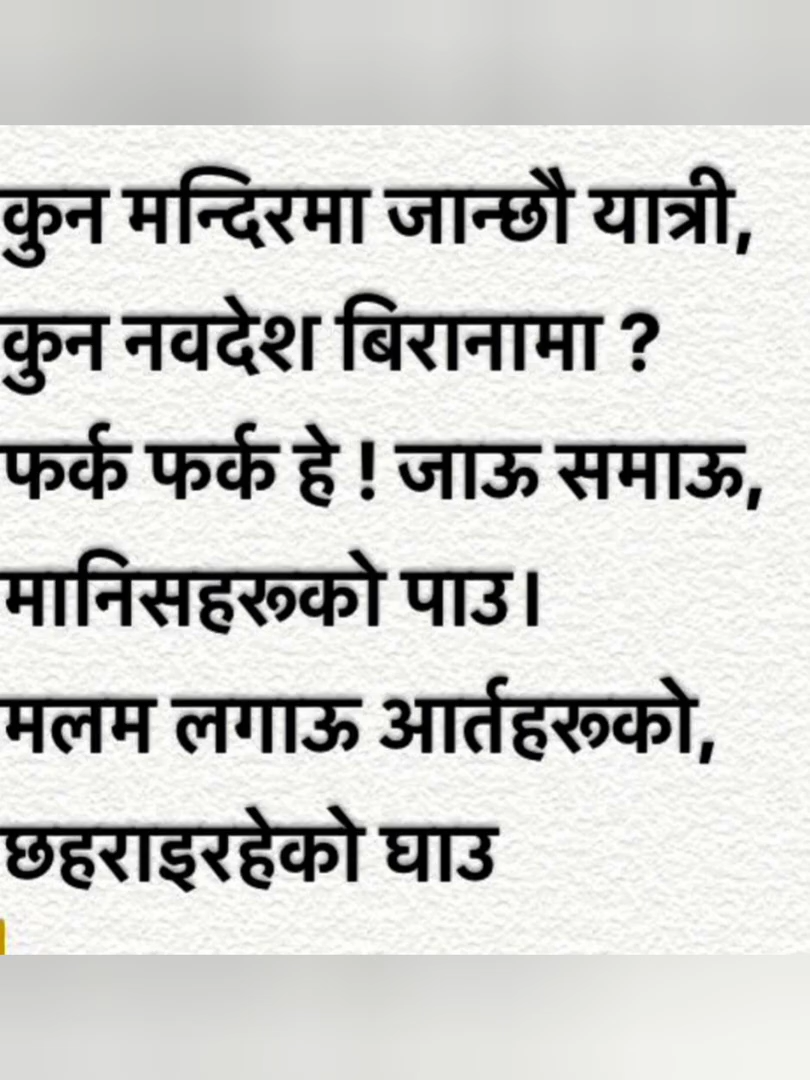 कुन मन्दिरमा जान्छौ यात्री,
कुन नवदेश बिरानामा ?
फर्क फर्क हे ! जाऊ समाऊ,
मानिसहरूको पाउ।
मलम लगाऊ आर्तहरूको,
छहराइरहेको घाउ